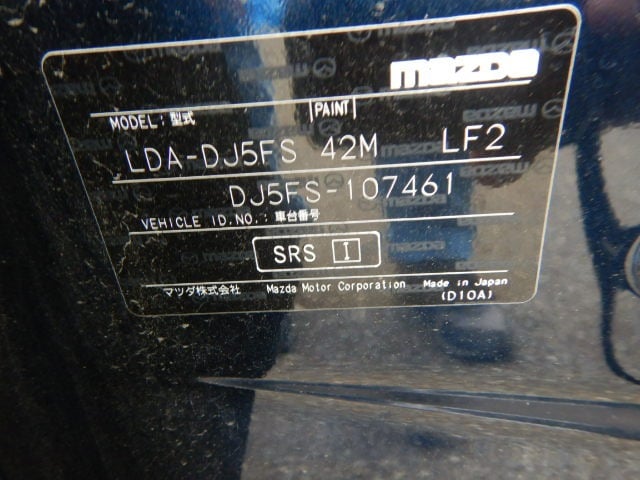 mazda
MODEL: 型式 PAINT
LDA-DJ5FS 42M LF2
DJ5FS-107461
VEHICLE ID.NO.: 車台番号
SRS I
マツダ株式会社 Mazda Motor Corporation Made in Japan
(D10A)